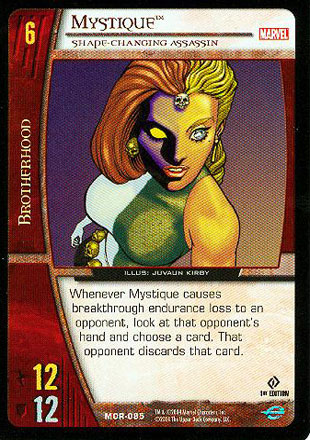 6
MYSTIQUE™
SHAPE-CHANGING ASSASSIN
MARVEL
BROTHERHOOD
ILLUS: JUVAUN KIRBY
Whenever Mystique causes
breakthrough endurance loss to an
opponent, look at that opponent's
hand and choose a card. That
opponent discards that card.
12
12
MOR-085
1ST EDITION